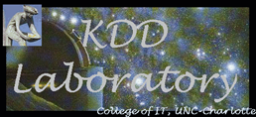 KDD
Laboratory
College of IT, UNC-Charlotte